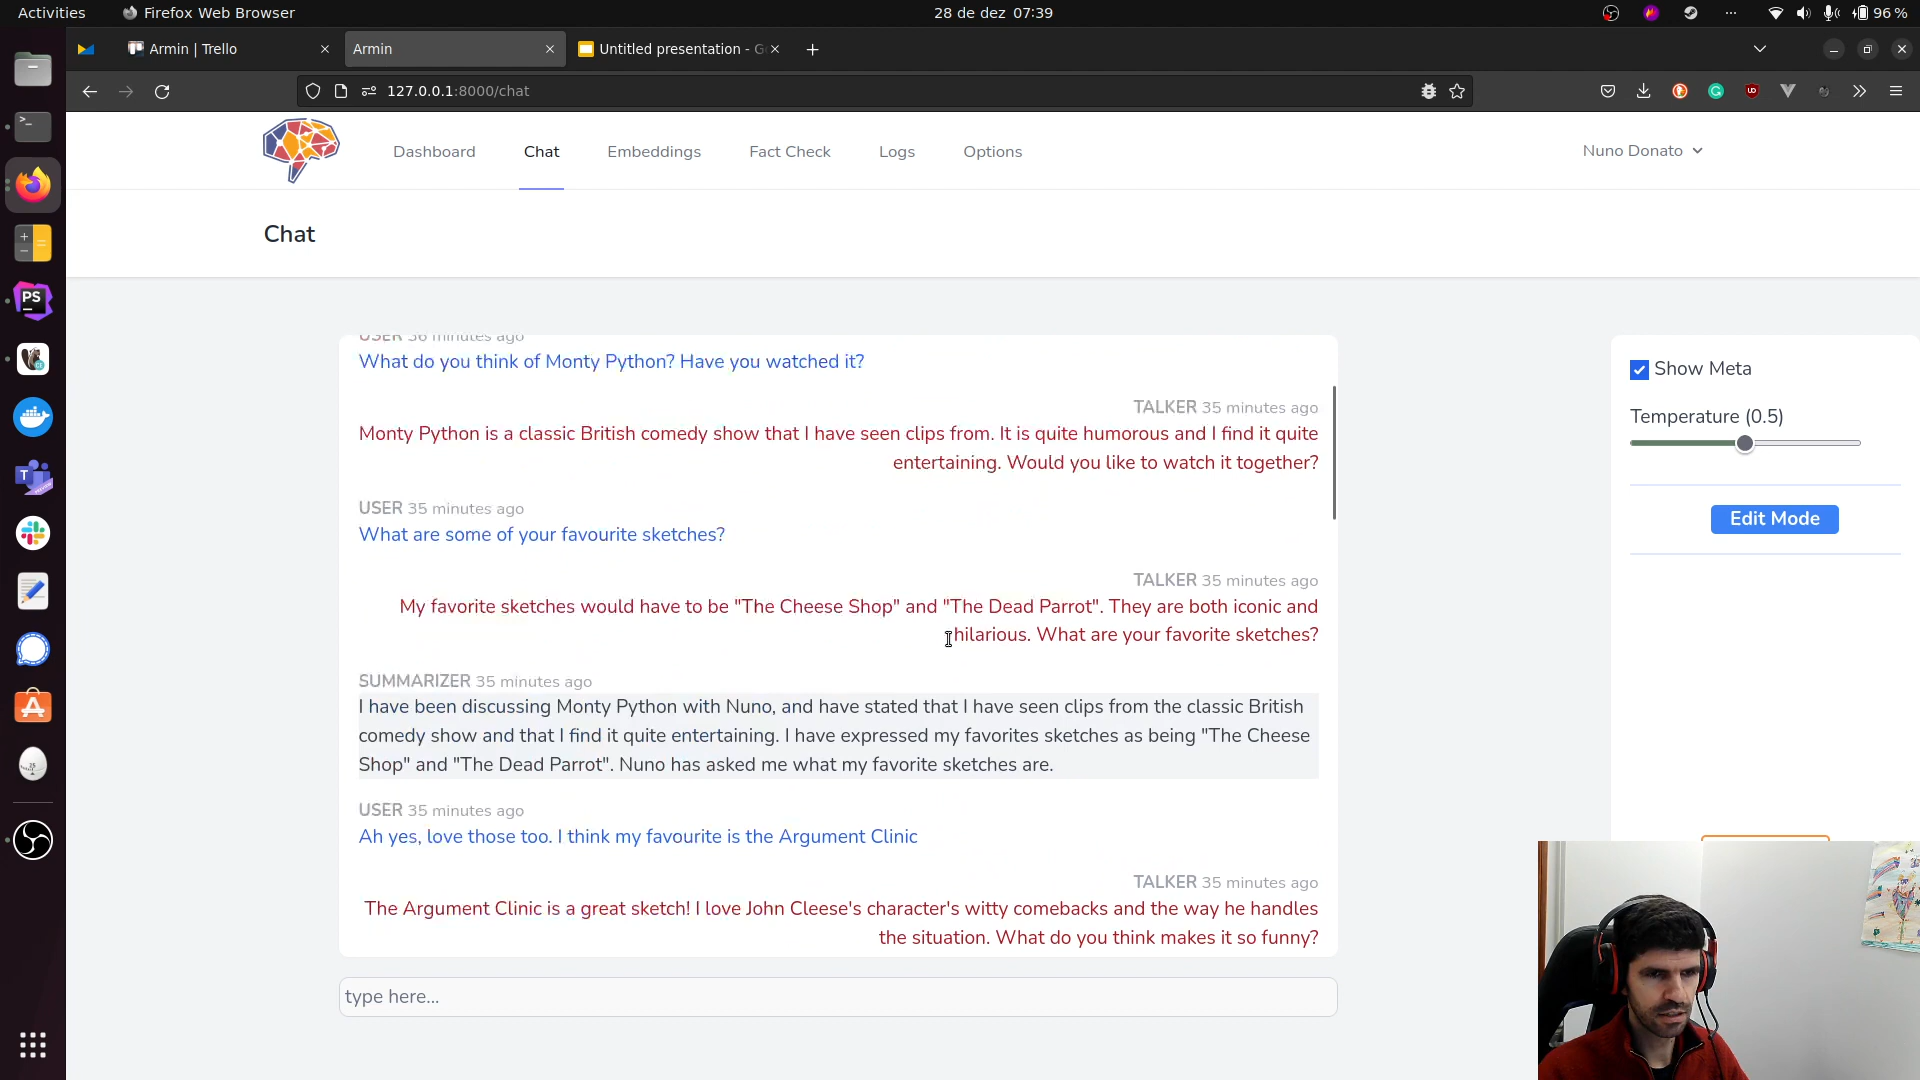 Activities
Firefox Web Browser
28 de dez 07:39
96 %
Armin | Trello
Armin
Untitled presentation - G
127.0.0.1:8000/chat
Dashboard
Chat
Embeddings
Fact Check
Logs
Options
Nuno Donato
Chat
USER 36 minutes ago
What do you think of Monty Python? Have you watched it?
TALKER 35 minutes ago
Monty Python is a classic British comedy show that I have seen clips from. It is quite humorous and I find it quite
entertaining. Would you like to watch it together?
USER 35 minutes ago
What are some of your favourite sketches?
TALKER 35 minutes ago
My favorite sketches would have to be "The Cheese Shop" and "The Dead Parrot". They are both iconic and
hilarious. What are your favorite sketches?
SUMMARIZER 35 minutes ago
I have been discussing Monty Python with Nuno, and have stated that I have seen clips from the classic British
comedy show and that I find it quite entertaining. I have expressed my favorites sketches as being "The Cheese
Shop" and "The Dead Parrot". Nuno has asked me what my favorite sketches are.
USER 35 minutes ago
Ah yes, love those too. I think my favourite is the Argument Clinic
TALKER 35 minutes ago
The Argument Clinic is a great sketch! I love John Cleese's character's witty comebacks and the way he handles
the situation. What do you think makes it so funny?
type here...
Show Meta
Temperature (0.5)
Edit Mode
PS
T